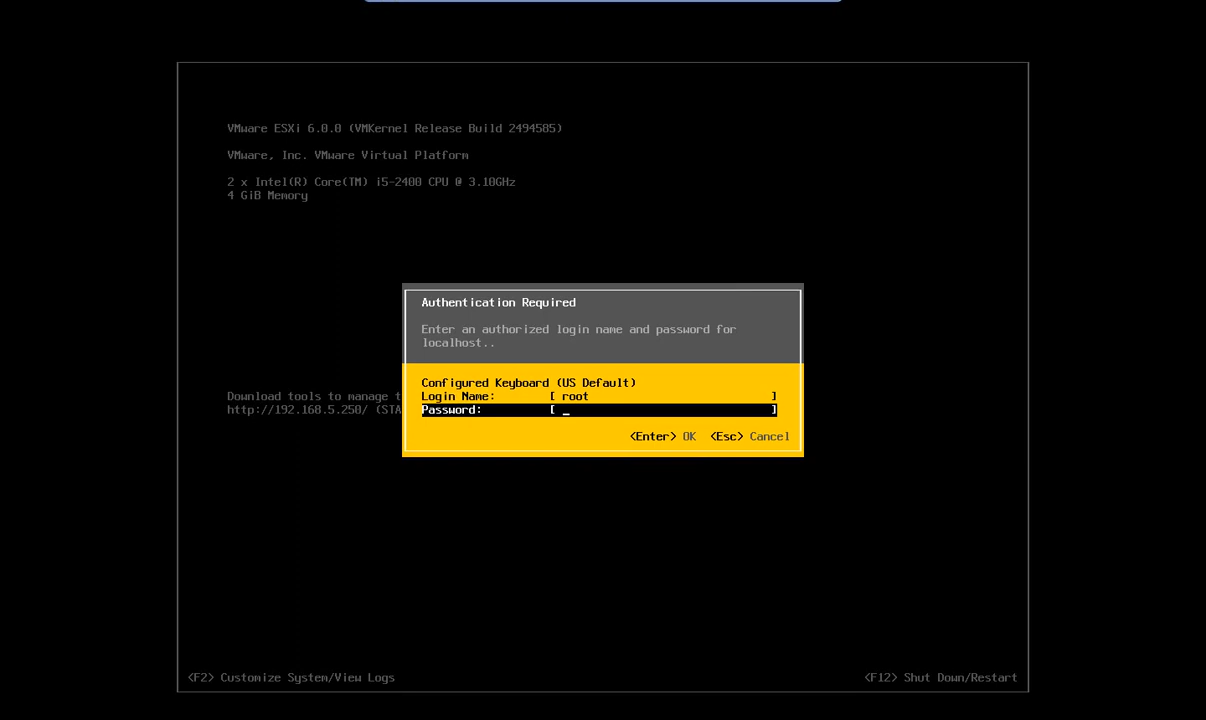 VMware ESXi 6.0.0 (VMKernel Release Build 2494585)
VMware, Inc. VMware Virtual Platform
2 x Intel(R) Core(TM) i5-2400 CPU @ 3.10GHz
4 GiB Memory
Authentication Required
Enter an authorized login name and password for
localhost..
Configured Keyboard (US Default)
Login Name: [ root ]
Password: [ _ ]
<Enter> OK <Esc> Cancel
Download tools to manage t
http://192.168.5.250/ (STA
<F2> Customize System/View Logs
<F12> Shut Down/Restart